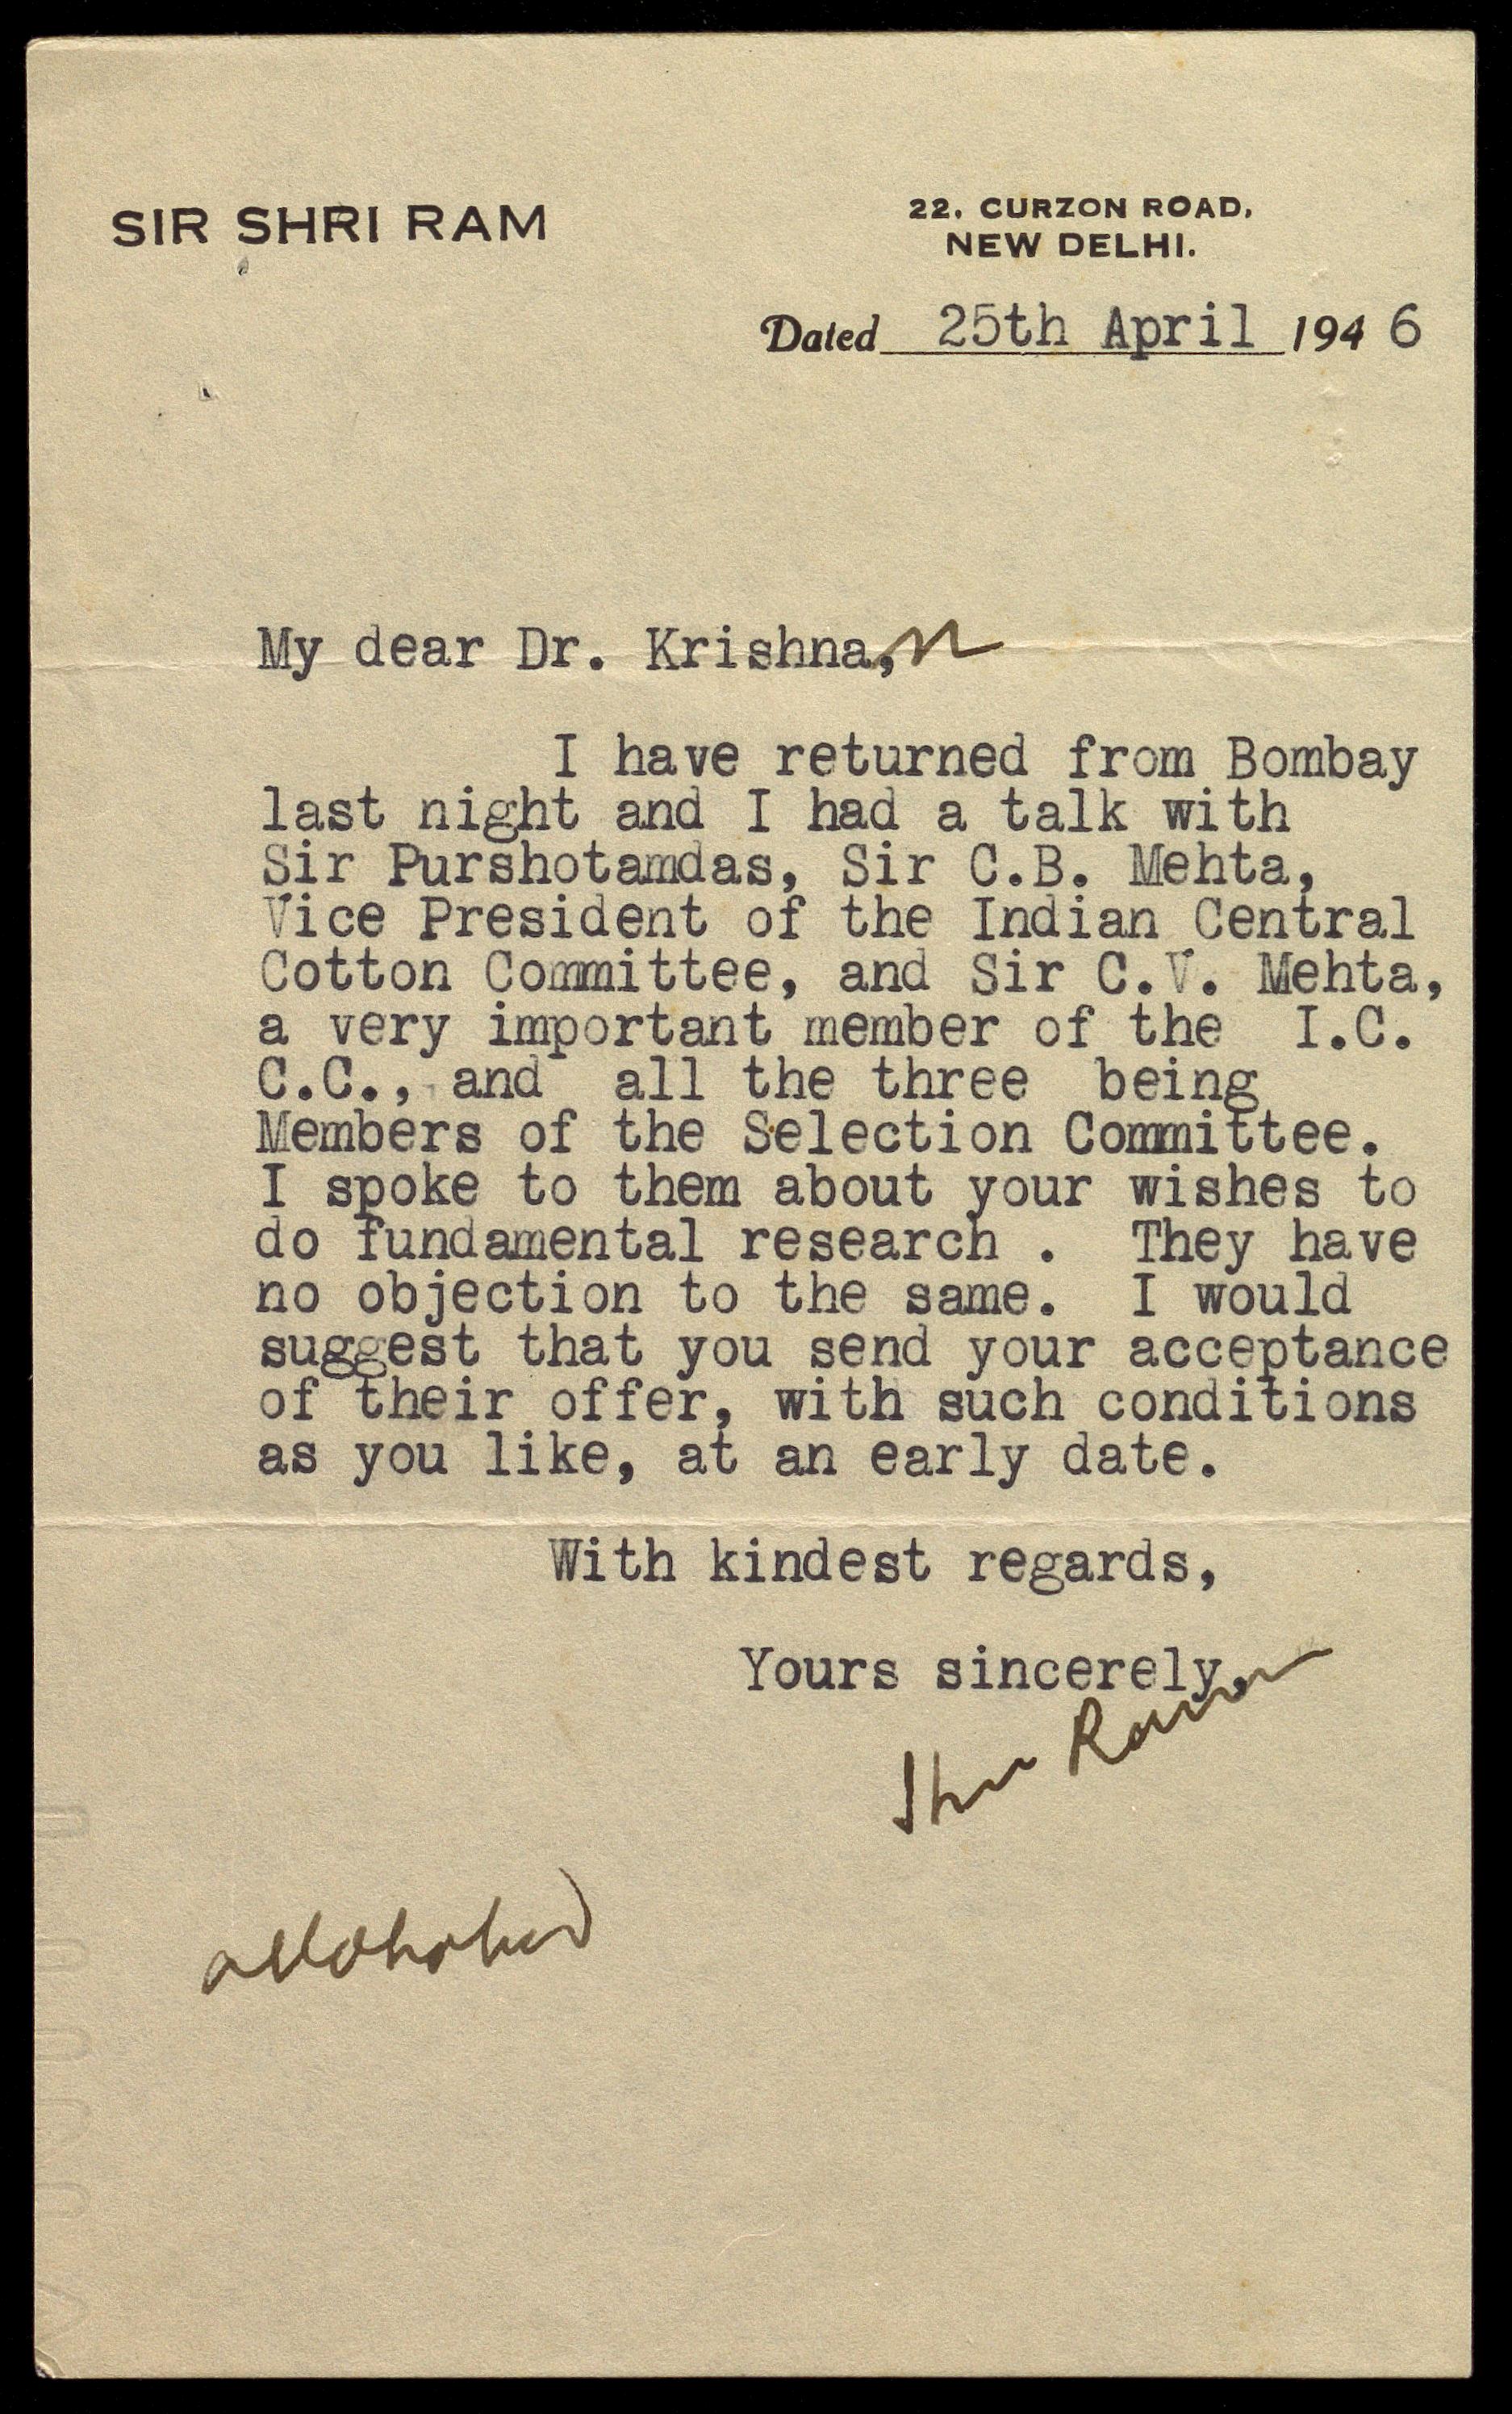 SIR SHRI RAM
22, CURZON ROAD,
NEW DELHI.
Dated 25th April 1946
My dear Dr. Krishna,n
I have returned from Bombay
last night and I had a talk with
Sir Purshotamdas, Sir C.B. Mehta,
Vice President of the Indian Central
Cotton Committee, and Sir C.V. Mehta,
a very important member of the I.C.
C.C., and all the three being
Members of the Selection Committee.
I spoke to them about your wishes to
do fundamental research . They have
no objection to the same. I would
suggest that you send your acceptance
of their offer, with such conditions
as you like, at an early date.
With kindest regards,
Yours sincerely,
Shri Ram
allahabad